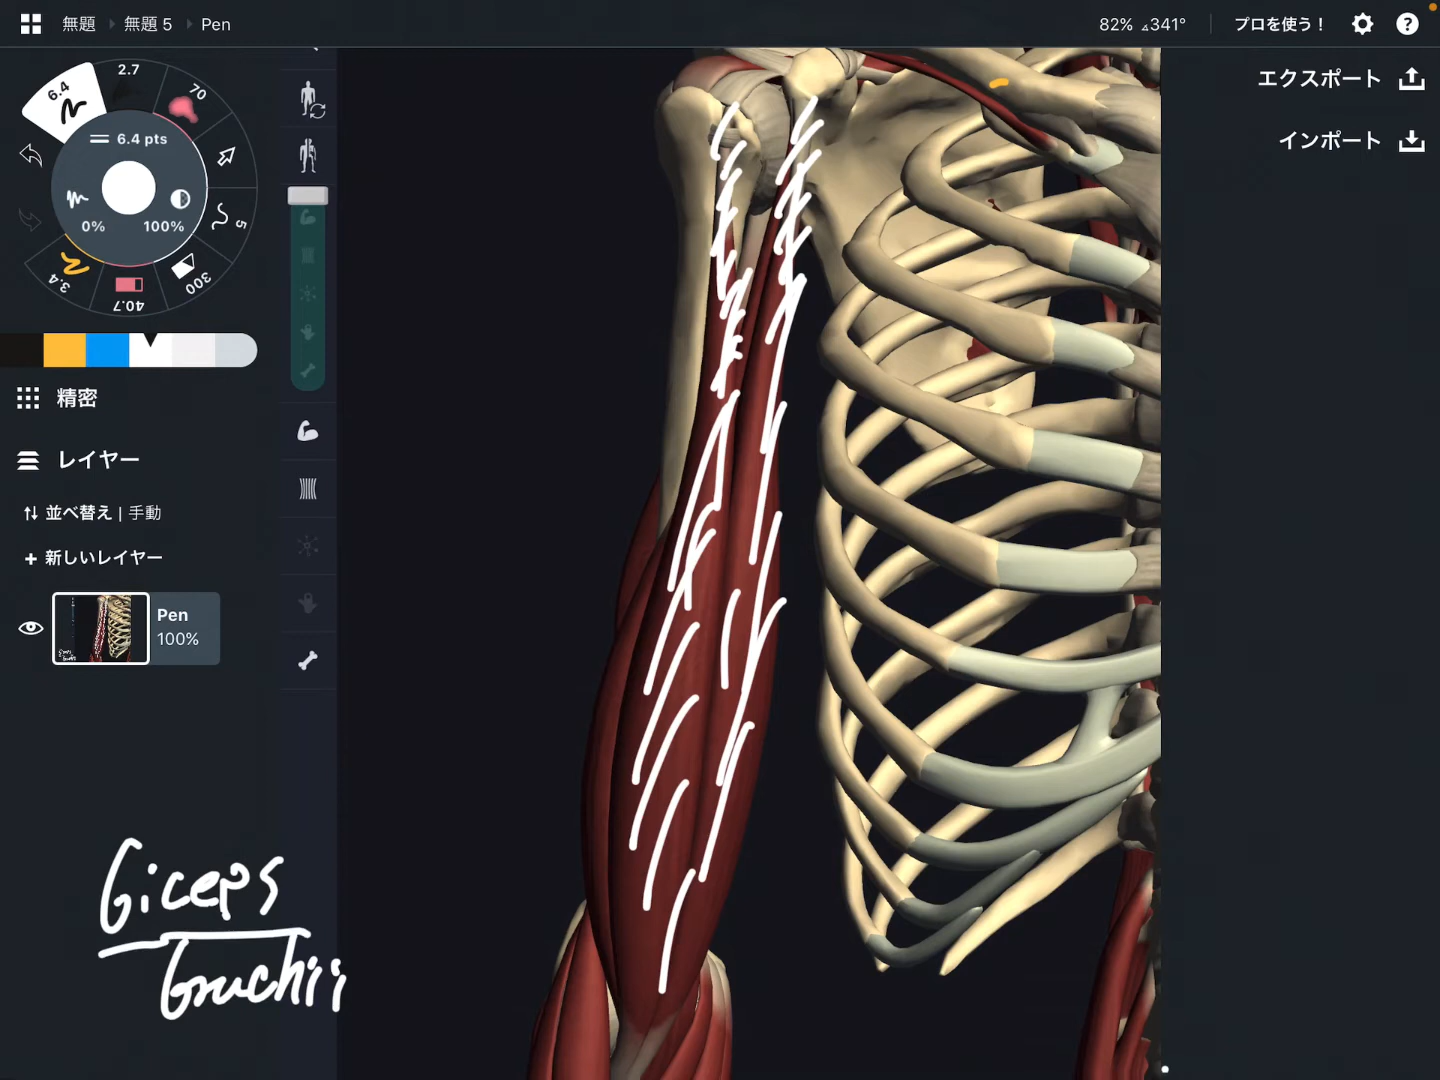 無題 無題 5 Pen
82% ⊿341° プロを使う!
エクスポート
インポート
6.4
2.7
70
5
300
40.7
3.4
6.4 pts
0% 100%
精密
レイヤー
並べ替え | 手動
+ 新しいレイヤー
Pen
100%
biceps
brachii